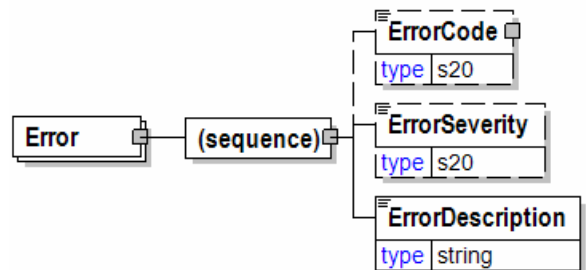 ErrorCode
type s20
Error
(sequence)
ErrorSeverity
type s20
ErrorDescription
type string